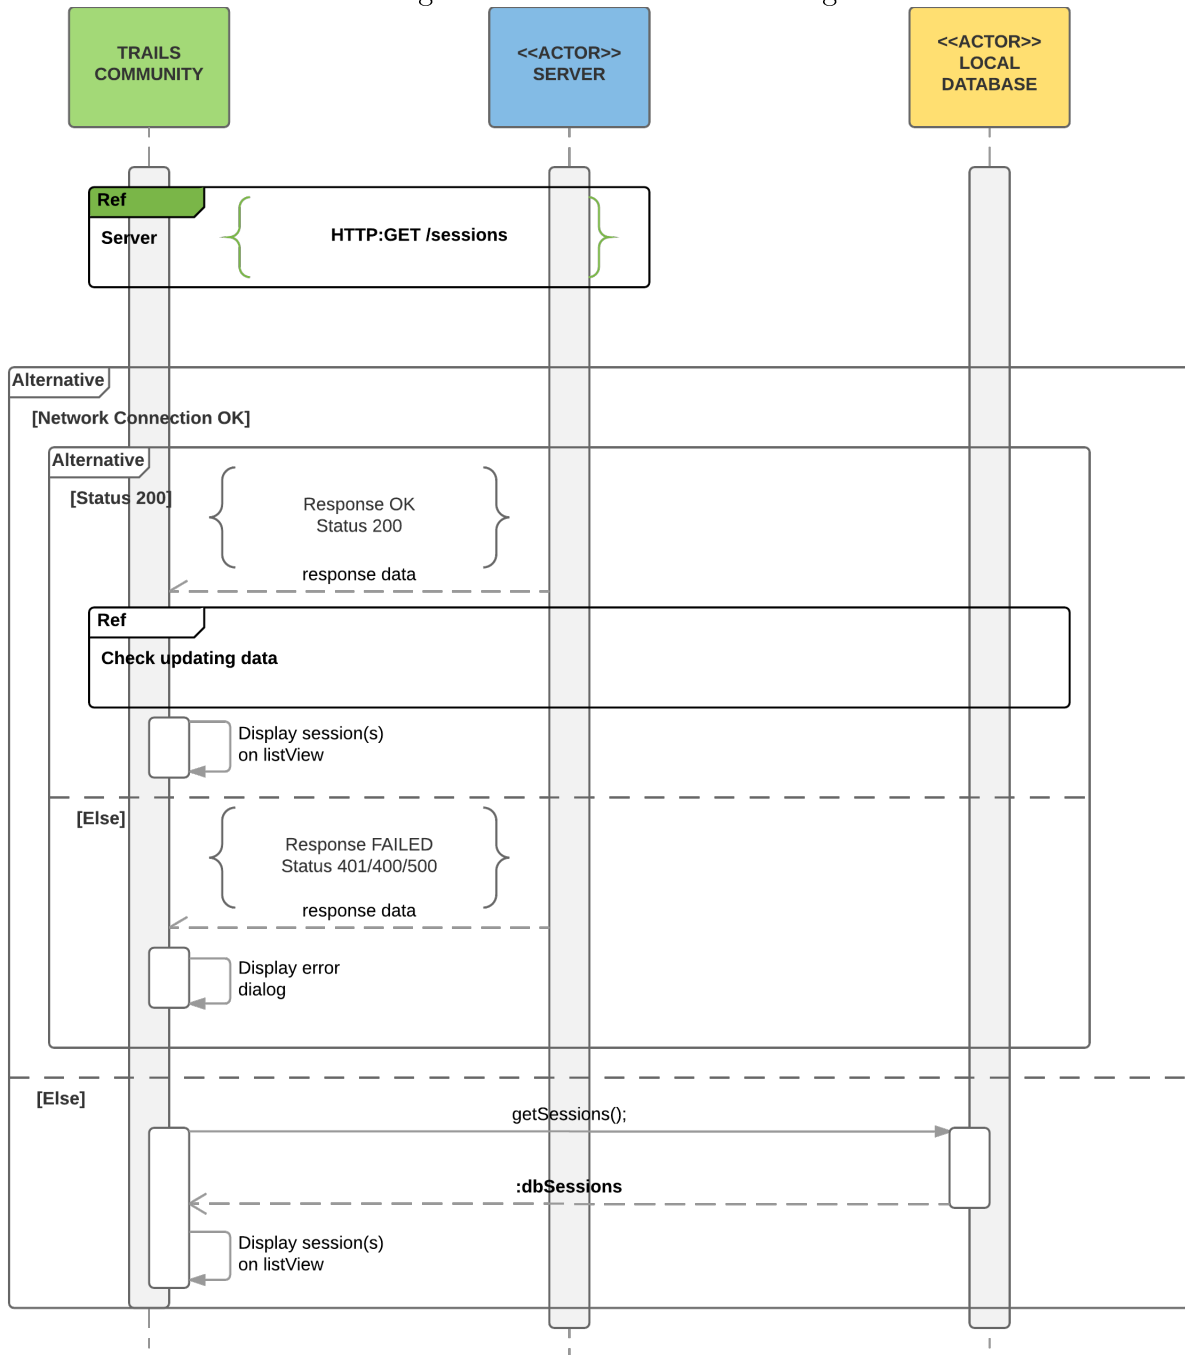 TRAILS
COMMUNITY
<<ACTOR>>
SERVER
<<ACTOR>>
LOCAL
DATABASE
Ref
Server
HTTP:GET /sessions
Alternative
[Network Connection OK]
Alternative
[Status 200]
Response OK
Status 200
response data
Ref
Check updating data
Display session(s)
on listView
[Else]
Response FAILED
Status 401/400/500
response data
Display error
dialog
[Else]
getSessions();
:dbSessions
Display session(s)
on listView